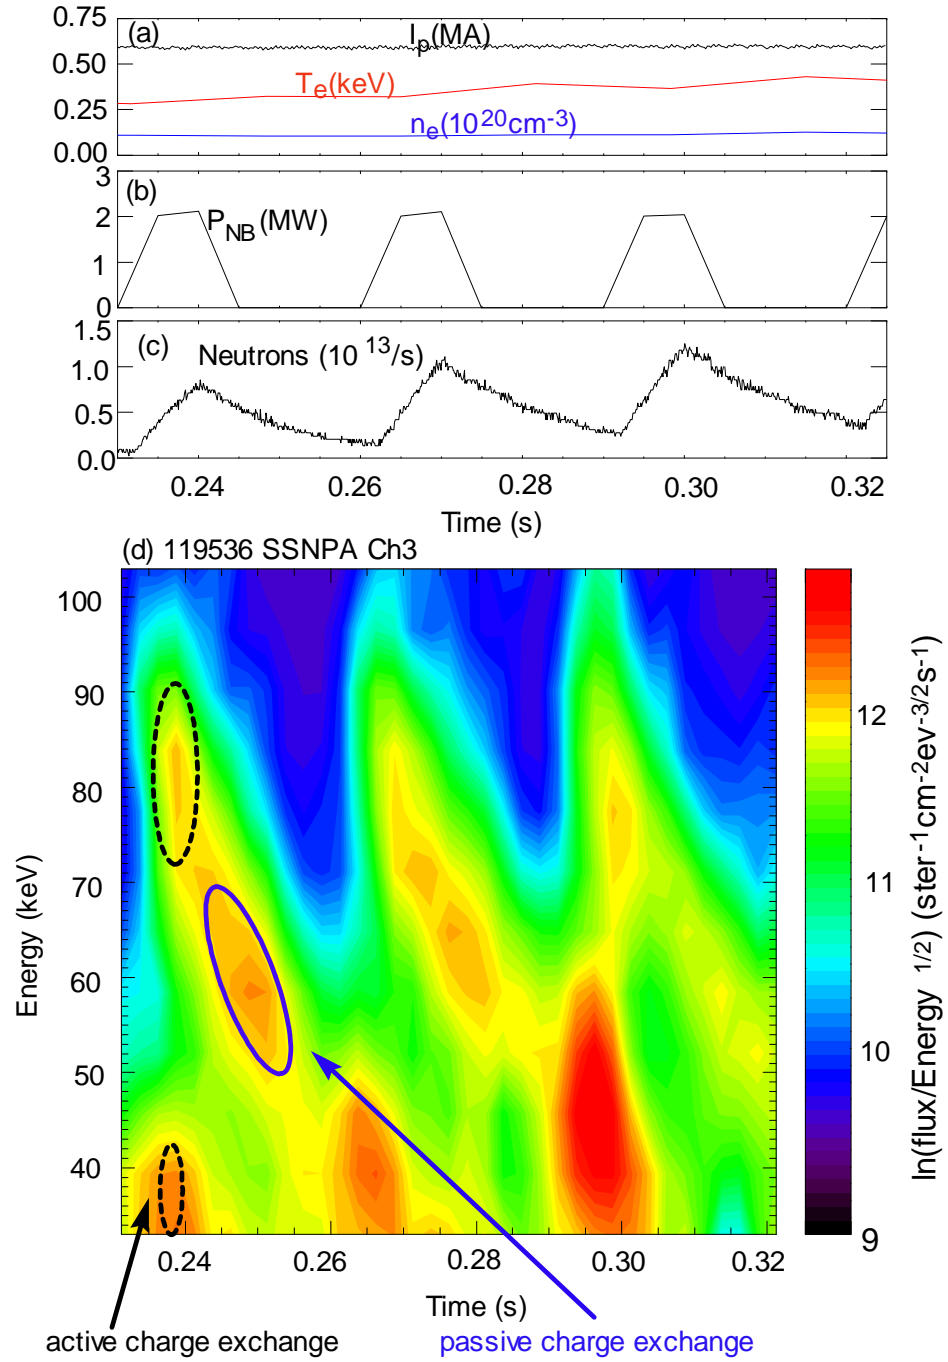 (a) Ip(MA)
0.75
0.50
0.25
0.00
Te(keV)
ne(10 20cm-3)
(b)
PNB(MW)
3
2
1
0
(c)
Neutrons (10 13/s)
1.5
1.0
0.5
0.0
0.24 0.26 0.28 0.30 0.32
Time (s)
(d) 119536 SSNPA Ch3
100
90
80
70
60
50
40
Energy (keV)
0.24 0.26 0.28 0.30 0.32
Time (s)
12
11
10
9
ln(flux/Energy 1/2) (ster-1cm-2ev-3/2s-1)
active charge exchange
passive charge exchange